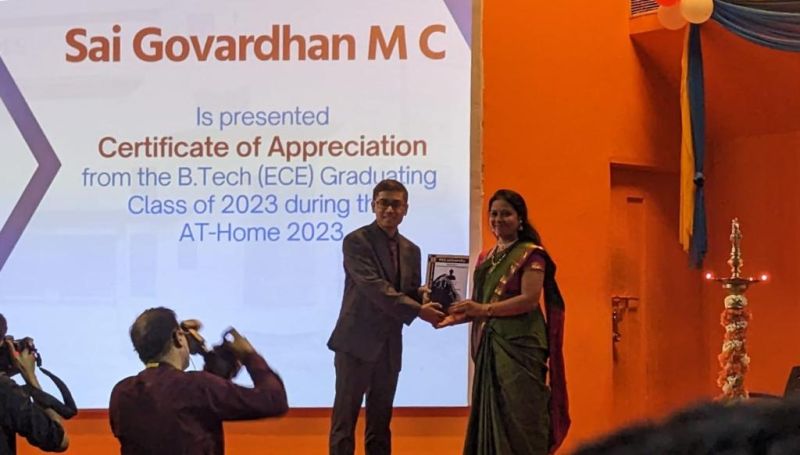 Sai Govardhan M C
Is presented
Certificate of Appreciation
from the B.Tech (ECE) Graduating
Class of 2023 during th
AT-Home 2023